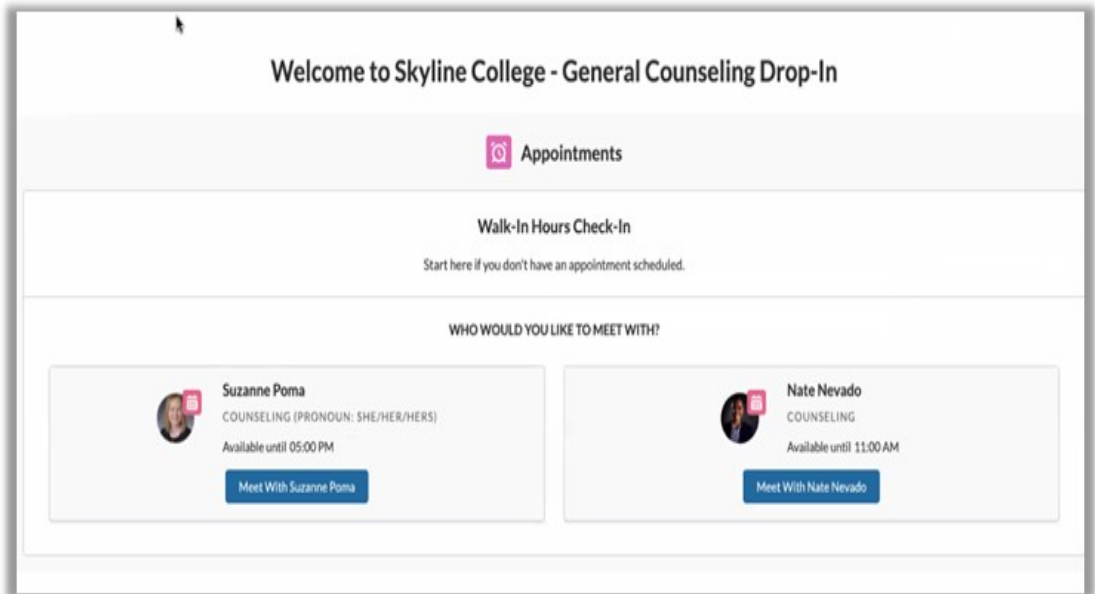 Welcome to Skyline College - General Counseling Drop-In
Appointments
Walk-In Hours Check-In
Start here if you don't have an appointment scheduled.
WHO WOULD YOU LIKE TO MEET WITH?
Suzanne Poma
COUNSELING (PRONOUN: SHE/HER/HERS)
Available until 05:00 PM
Meet With Suzanne Poma
Nate Nevado
COUNSELING
Available until 11:00 AM
Meet With Nate Nevado